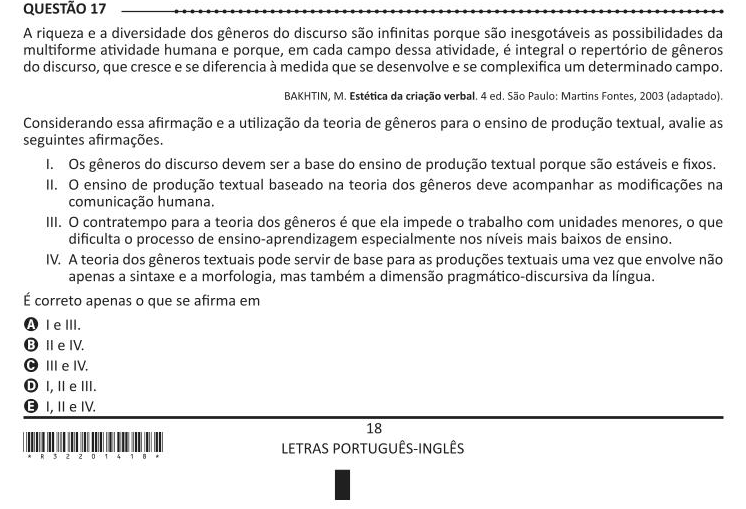 QUESTÃO 17
A riqueza e a diversidade dos gêneros do discurso são infinitas porque são inesgotáveis as possibilidades da
multiforme atividade humana e porque, em cada campo dessa atividade, é integral o repertório de gêneros
do discurso, que cresce e se diferencia à medida que se desenvolve e se complexifica um determinado campo.
BAKHTIN, M. Estética da criação verbal. 4 ed. São Paulo: Martins Fontes, 2003 (adaptado).
Considerando essa afirmação e a utilização da teoria de gêneros para o ensino de produção textual, avalie as
seguintes afirmações.
I. Os gêneros do discurso devem ser a base do ensino de produção textual porque são estáveis e fixos.
II. O ensino de produção textual baseado na teoria dos gêneros deve acompanhar as modificações na
comunicação humana.
III. O contratempo para a teoria dos gêneros é que ela impede o trabalho com unidades menores, o que
dificulta o processo de ensino-aprendizagem especialmente nos níveis mais baixos de ensino.
IV. A teoria dos gêneros textuais pode servir de base para as produções textuais uma vez que envolve não
apenas a sintaxe e a morfologia, mas também a dimensão pragmático-discursiva da língua.
É correto apenas o que se afirma em
A I e III.
B II e IV.
C III e IV.
D I, II e III.
E I, II e IV.
18
LETRAS PORTUGUÊS-INGLÊS
* R 3 2 2 0 1 4 1 8 *